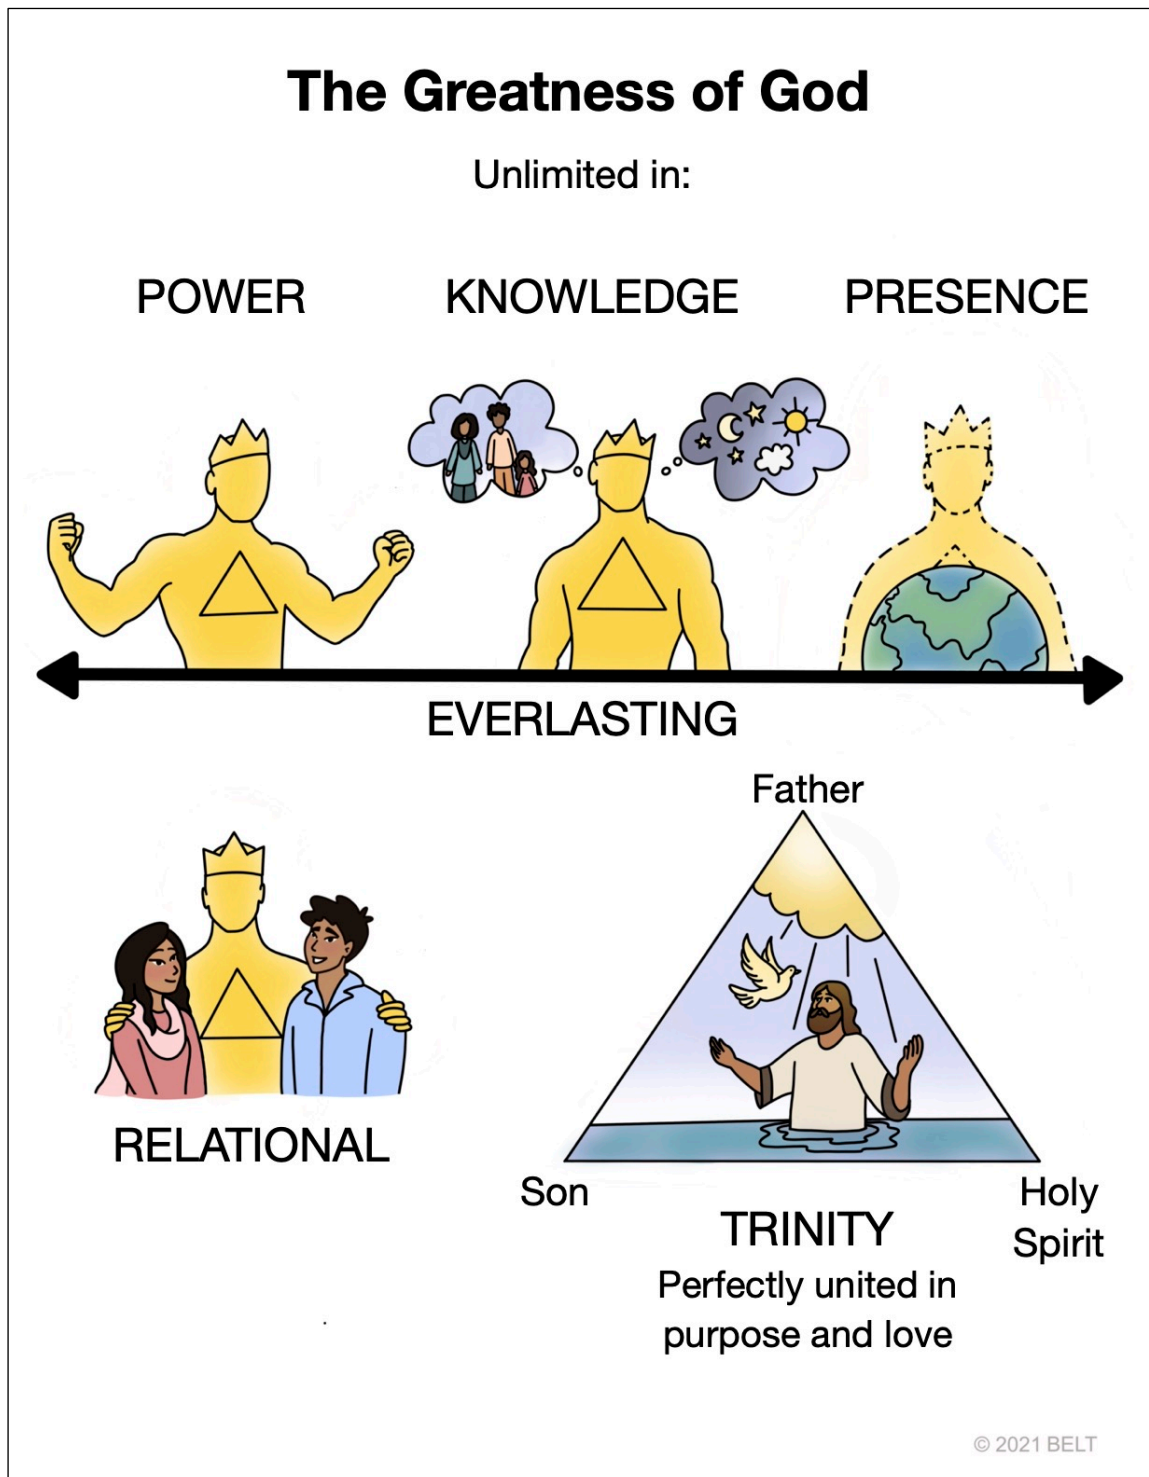 The Greatness of God
Unlimited in:
POWER
KNOWLEDGE
PRESENCE
EVERLASTING
RELATIONAL
Father
Son
Holy
Spirit
TRINITY
Perfectly united in
purpose and love
© 2021 BELT